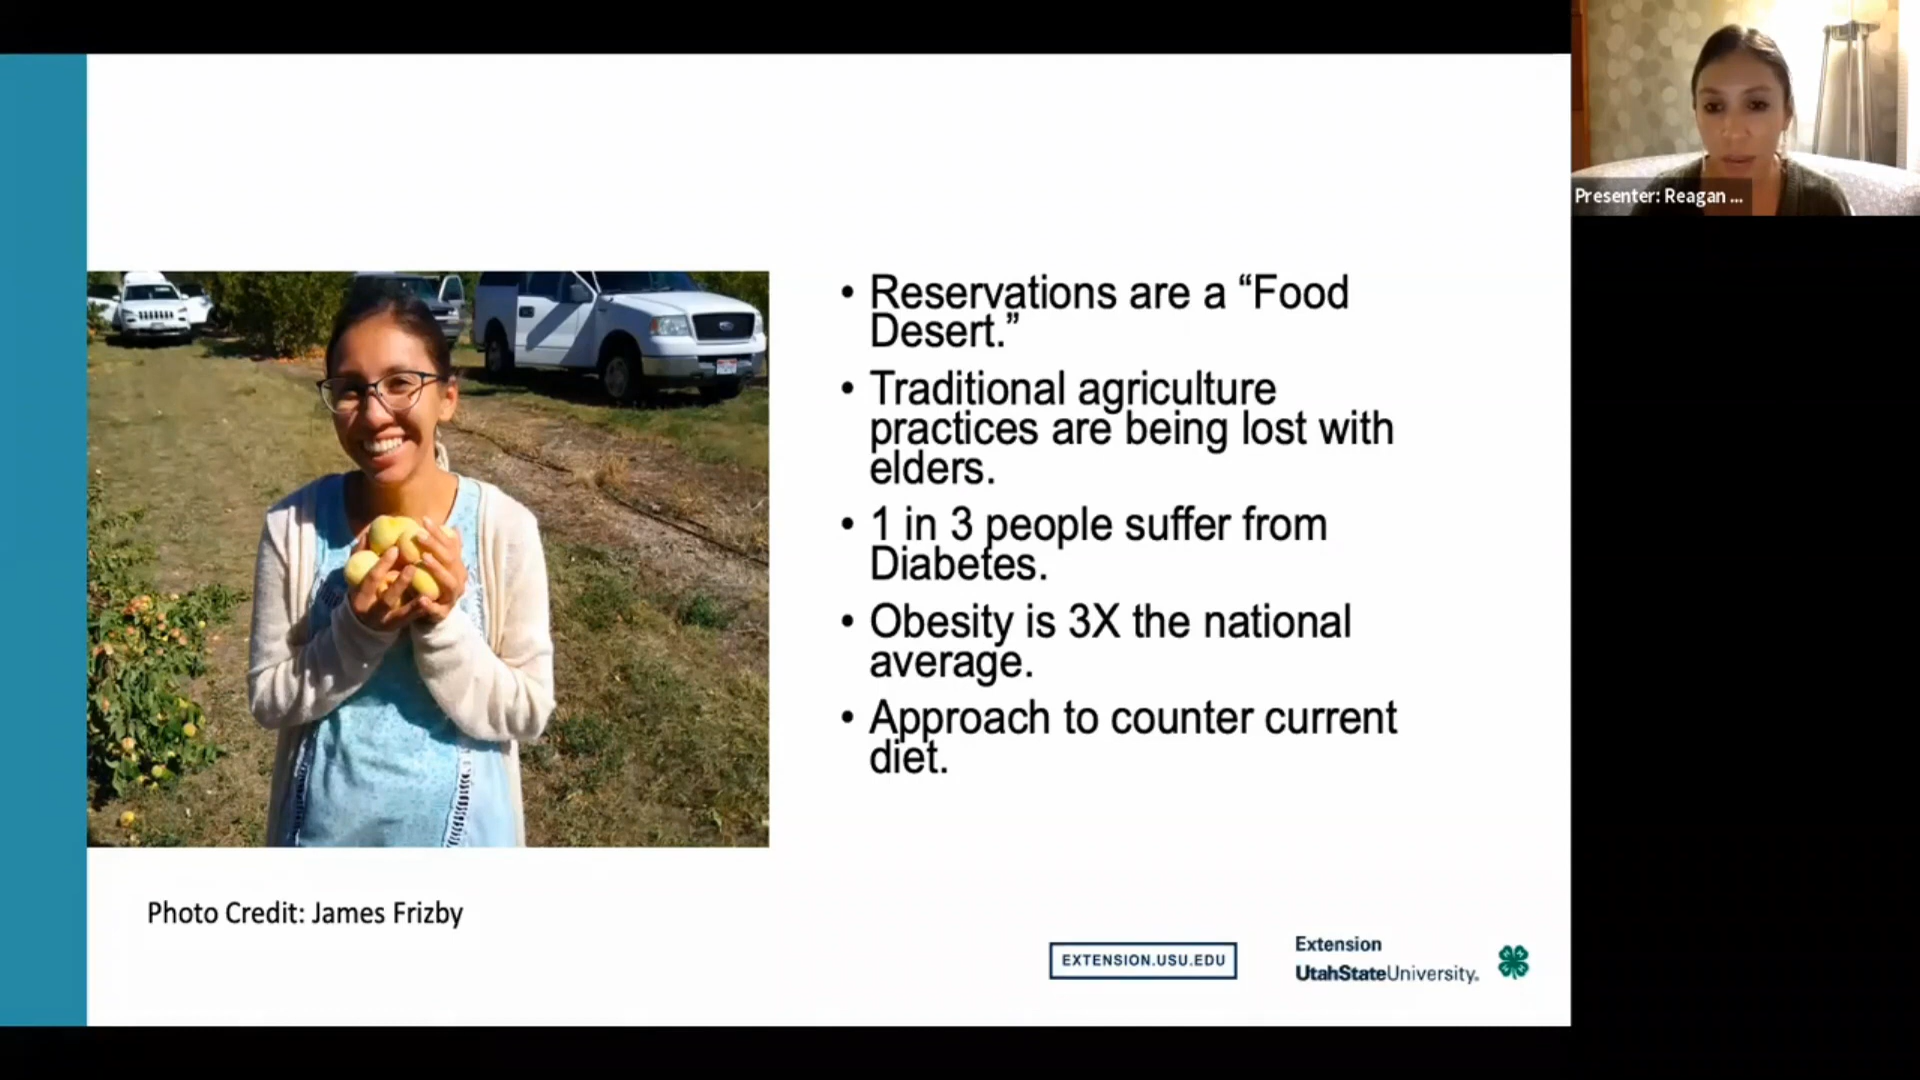 Presenter: Reagan ...
• Reservations are a “Food
Desert.”
• Traditional agriculture
practices are being lost with
elders.
• 1 in 3 people suffer from
Diabetes.
• Obesity is 3X the national
average.
• Approach to counter current
diet.
Photo Credit: James Frizby
EXTENSION.USU.EDU
Extension
UtahStateUniversity.